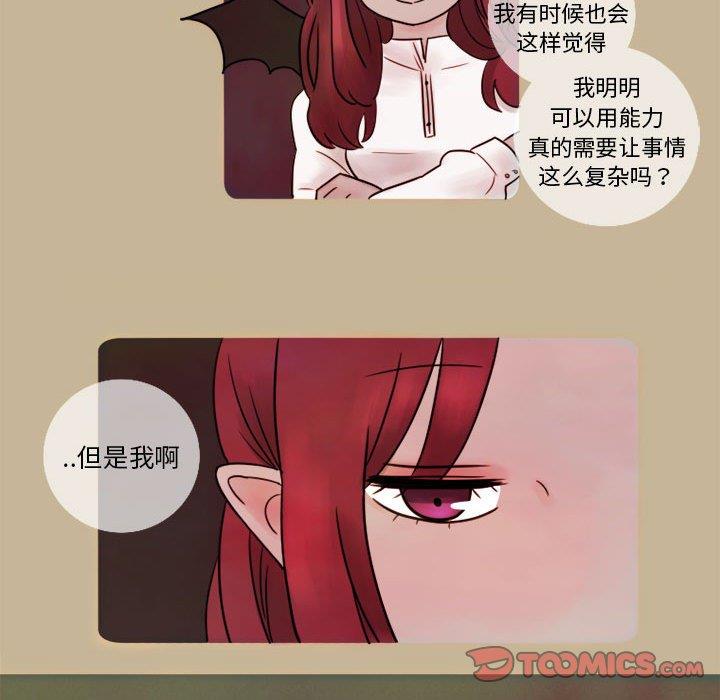 我有时候也会
这样觉得
我明明
可以用能力
真的需要让事情
这么复杂吗？
..但是我啊
TOOMICS.COM